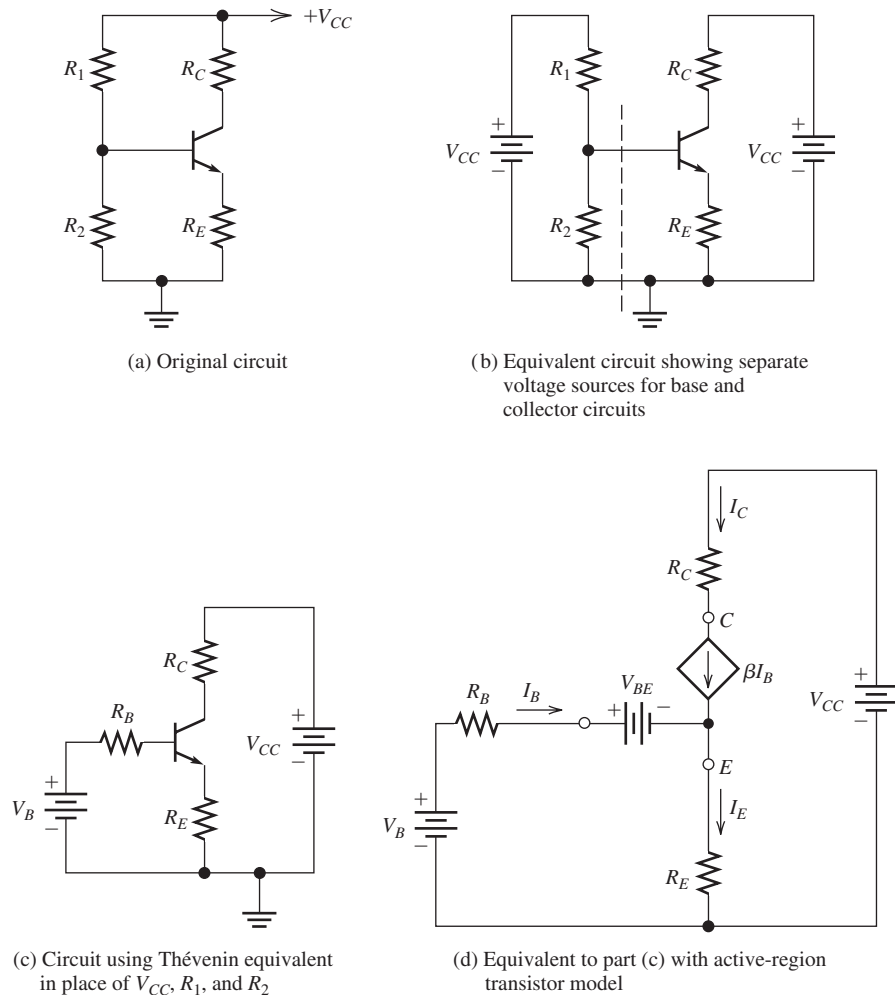 +V_CC
R_1
R_C
R_2
R_E
(a) Original circuit
R_1
R_C
+
V_CC
−
+
V_CC
−
R_2
R_E
(b) Equivalent circuit showing separate
voltage sources for base and
collector circuits
R_C
R_B
+
V_CC
−
+
V_B
−
R_E
(c) Circuit using Thévenin equivalent
in place of V_CC, R_1, and R_2
I_C
R_C
C
βI_B
R_B
I_B
V_BE
+
−
+
V_CC
−
E
+
V_B
−
I_E
R_E
(d) Equivalent to part (c) with active-region
transistor model